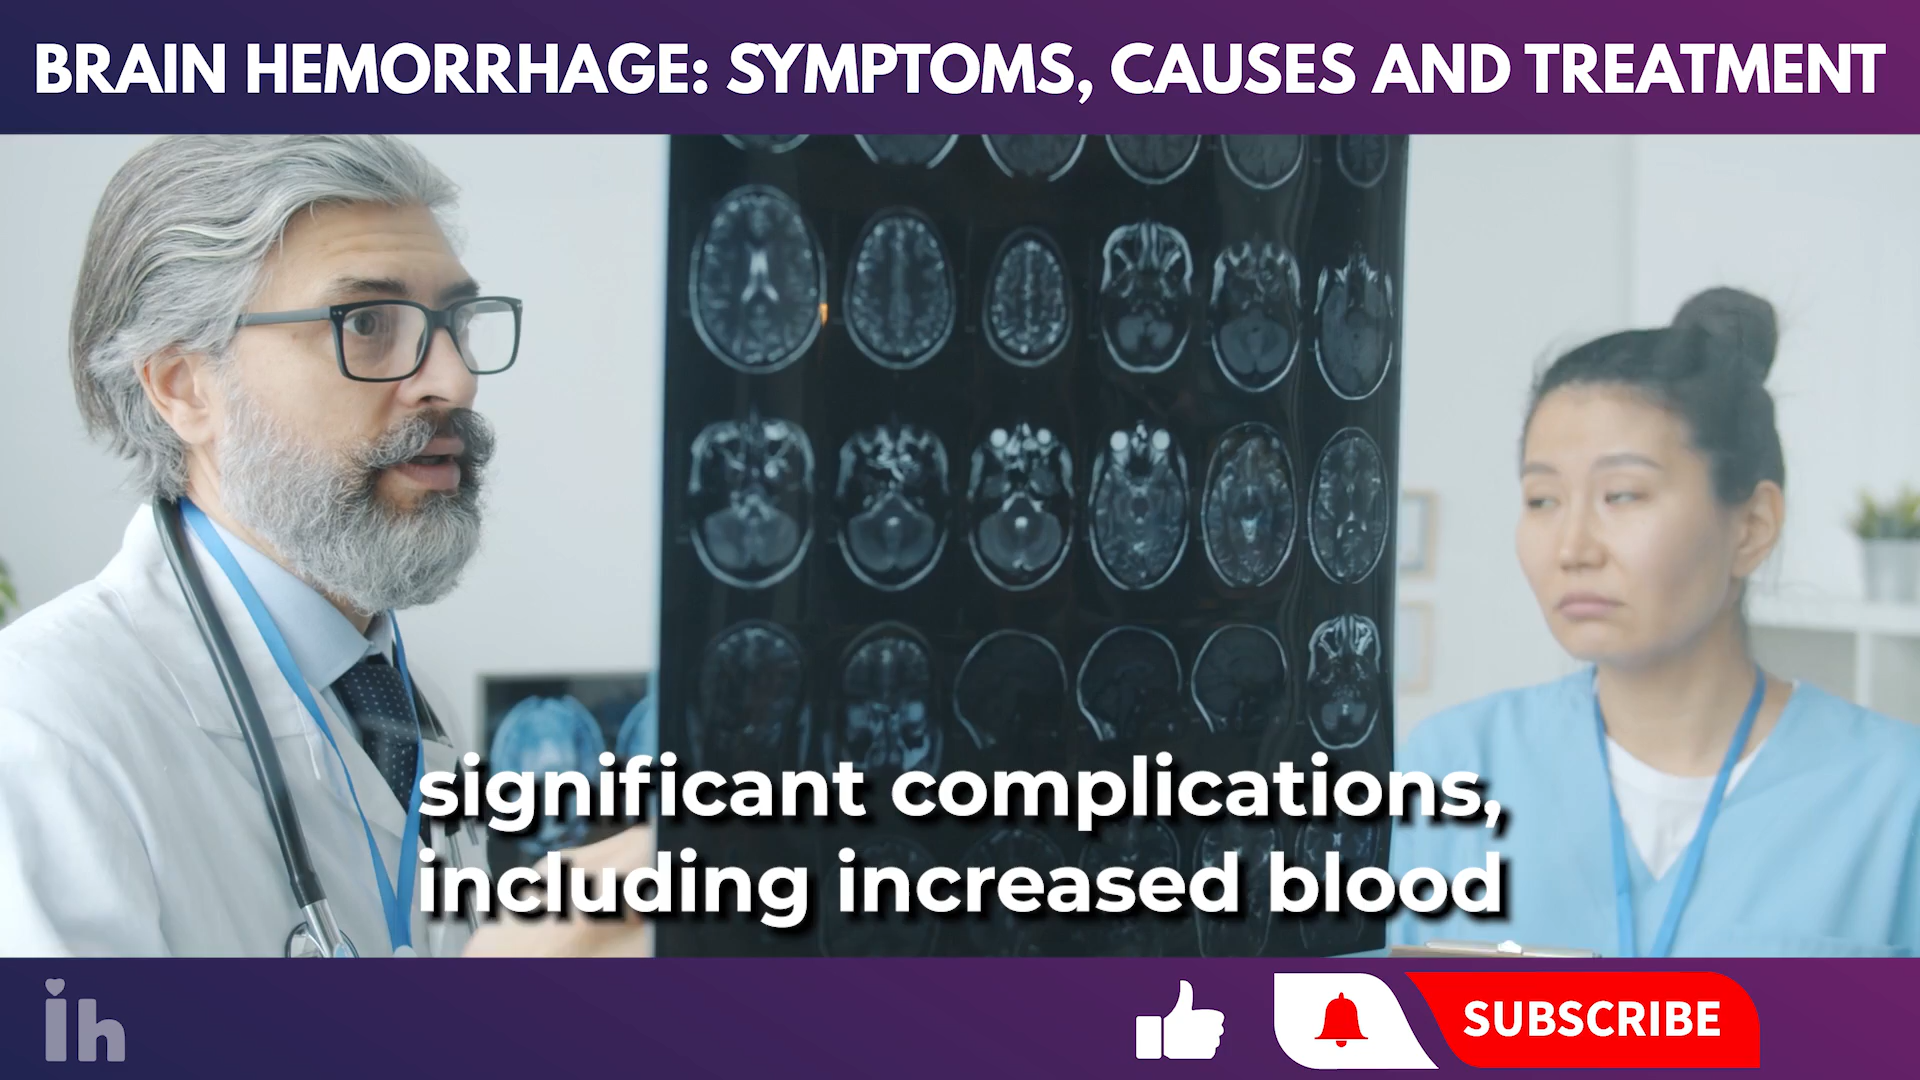 BRAIN HEMORRHAGE: SYMPTOMS, CAUSES AND TREATMENT
significant complications,
including increased blood
ih
SUBSCRIBE